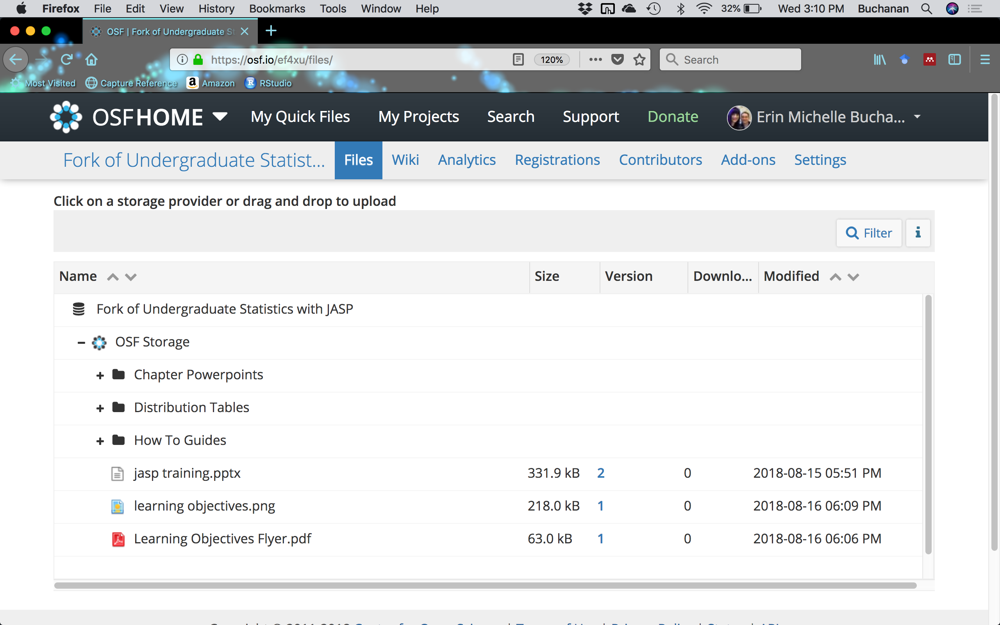 Firefox File Edit View History Bookmarks Tools Window Help 32% Wed 3:10 PM Buchanan
OSF | Fork of Undergraduate St
https://osf.io/ef4xu/files/ 120% Search
Most Visited Capture Reference Amazon RStudio
OSFHOME My Quick Files My Projects Search Support Donate Erin Michelle Bucha...
Fork of Undergraduate Statist... Files Wiki Analytics Registrations Contributors Add-ons Settings
Click on a storage provider or drag and drop to upload
Filter
Name Size Version Downlo... Modified
Fork of Undergraduate Statistics with JASP
OSF Storage
Chapter Powerpoints
Distribution Tables
How To Guides
jasp training.pptx 331.9 kB 2 0 2018-08-15 05:51 PM
learning objectives.png 218.0 kB 1 0 2018-08-16 06:09 PM
Learning Objectives Flyer.pdf 63.0 kB 1 0 2018-08-16 06:06 PM